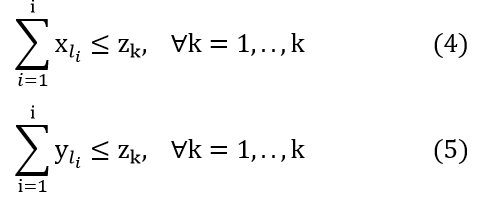 ∑_{i=1}^{i} x_{l_i} ≤ z_k, ∀k = 1,..,k (4)
∑_{i=1}^{i} y_{l_i} ≤ z_k, ∀k = 1,..,k (5)